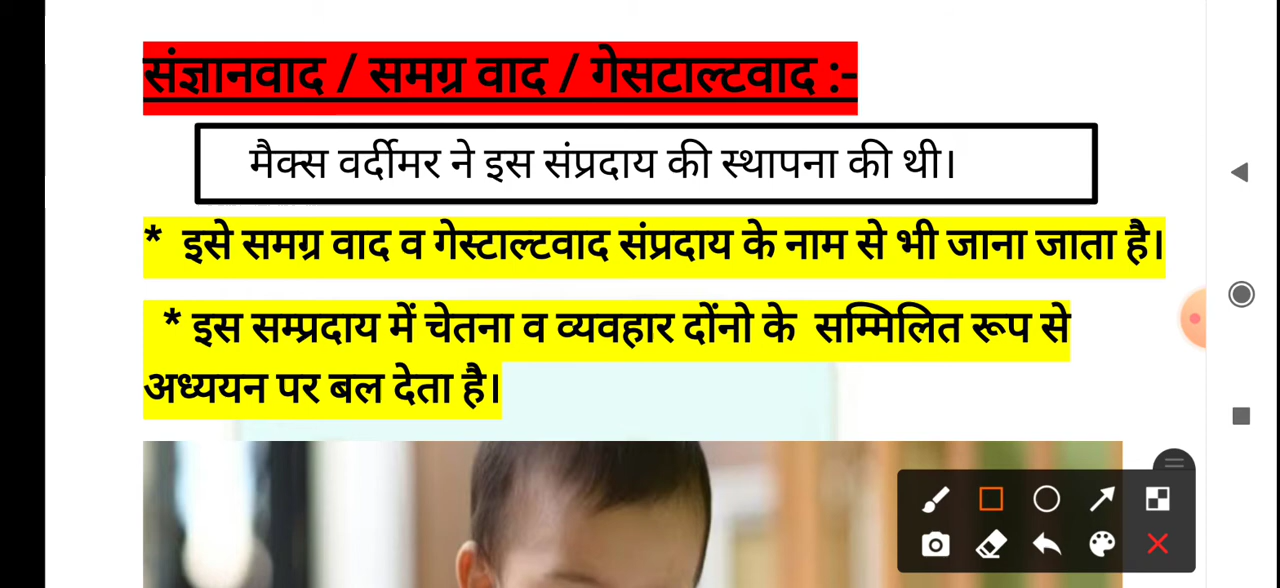 संज्ञानवाद / समग्र वाद / गेसटाल्टवाद :-
मैक्स वर्दीमर ने इस संप्रदाय की स्थापना की थी।
* इसे समग्र वाद व गेस्टाल्टवाद संप्रदाय के नाम से भी जाना जाता है।
* इस सम्प्रदाय में चेतना व व्यवहार दोंनो के सम्मिलित रूप से
अध्ययन पर बल देता है।